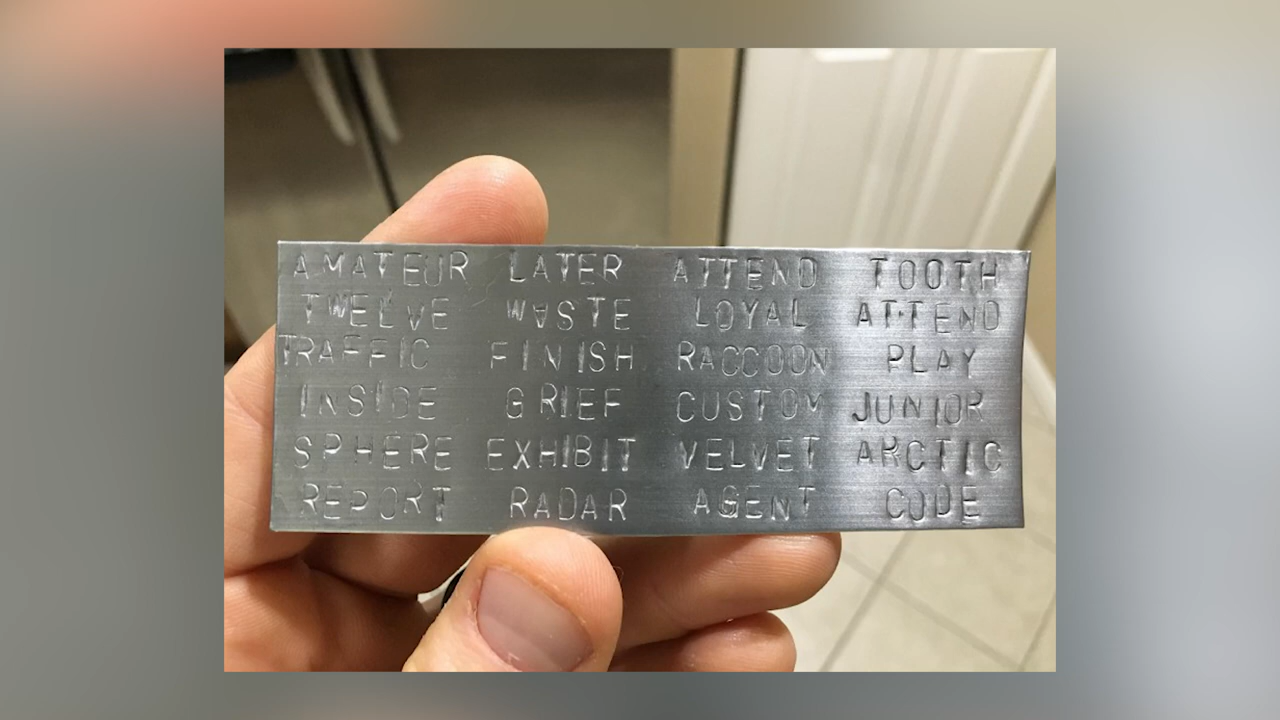 AMATEUR LATER ATTEND TOOTH
TWELVE WASTE LOYAL ATTEND
TRAFFIC FINISH RACCOON PLAY
INSIDE GRIEF CUSTOM JUNIOR
SPHERE EXHIBIT VELVET ARCTIC
REPORT RADAR AGENT CODE